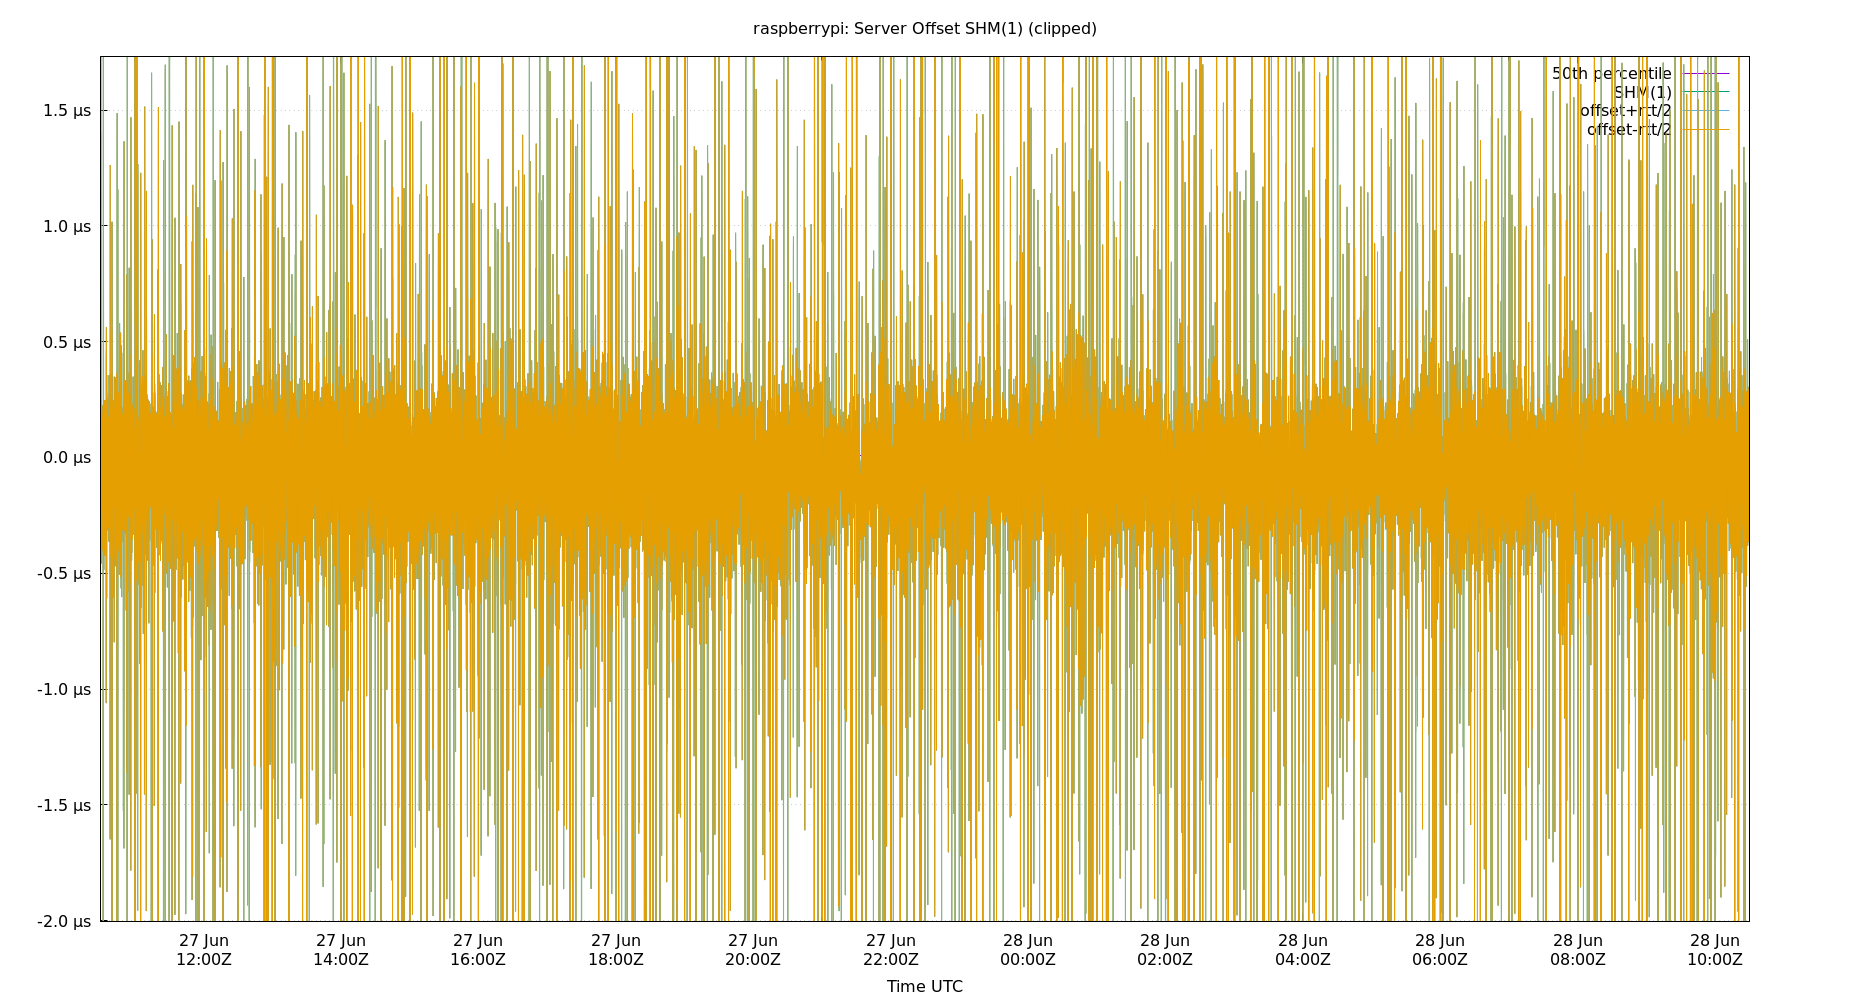 raspberrypi: Server Offset SHM(1) (clipped)
50th percentile
SHM(1)
offset+rtt/2
offset-rtt/2
1.5 µs
1.0 µs
0.5 µs
0.0 µs
-0.5 µs
-1.0 µs
-1.5 µs
-2.0 µs
27 Jun 27 Jun 27 Jun 27 Jun 27 Jun 27 Jun 28 Jun 28 Jun 28 Jun 28 Jun 28 Jun 28 Jun
12:00Z 14:00Z 16:00Z 18:00Z 20:00Z 22:00Z 00:00Z 02:00Z 04:00Z 06:00Z 08:00Z 10:00Z
Time UTC